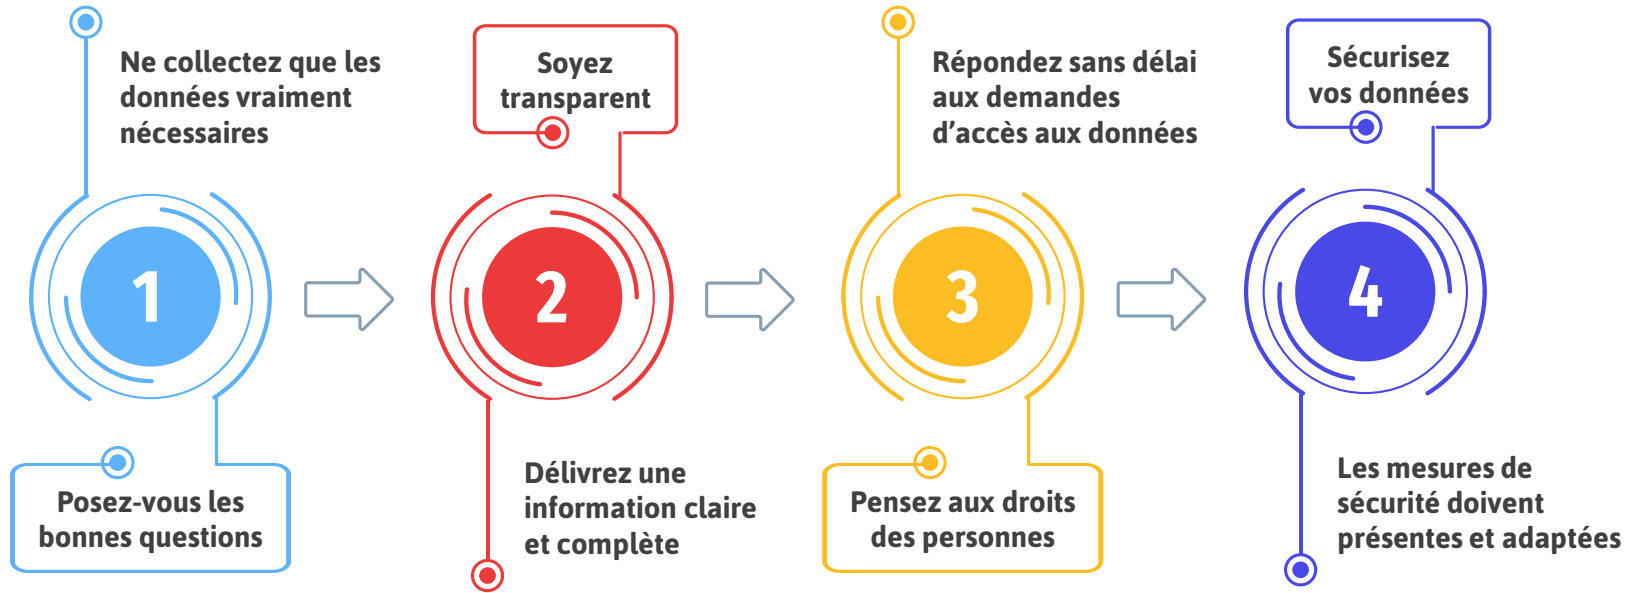 Ne collectez que les
données vraiment
nécessaires
1
Posez-vous les
bonnes questions
Soyez
transparent
2
Délivrez une
information claire
et complète
Répondez sans délai
aux demandes
d’accès aux données
3
Pensez aux droits
des personnes
Sécurisez
vos données
4
Les mesures de
sécurité doivent
présentes et adaptées